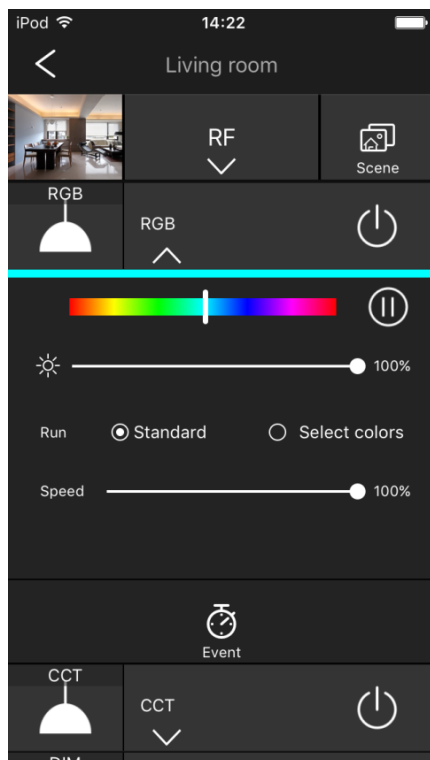 iPod 14:22
Living room
RF
Scene
RGB
RGB
100%
Run Standard Select colors
Speed 100%
Event
CCT
CCT
DIM